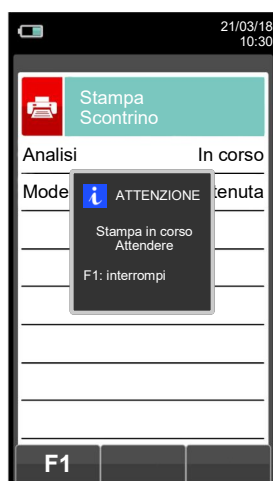 21/03/18
10:30
Stampa
Scontrino
Analisi In corso
Mode tenuta
ATTENZIONE
Stampa in corso
Attendere
F1: interrompi
F1